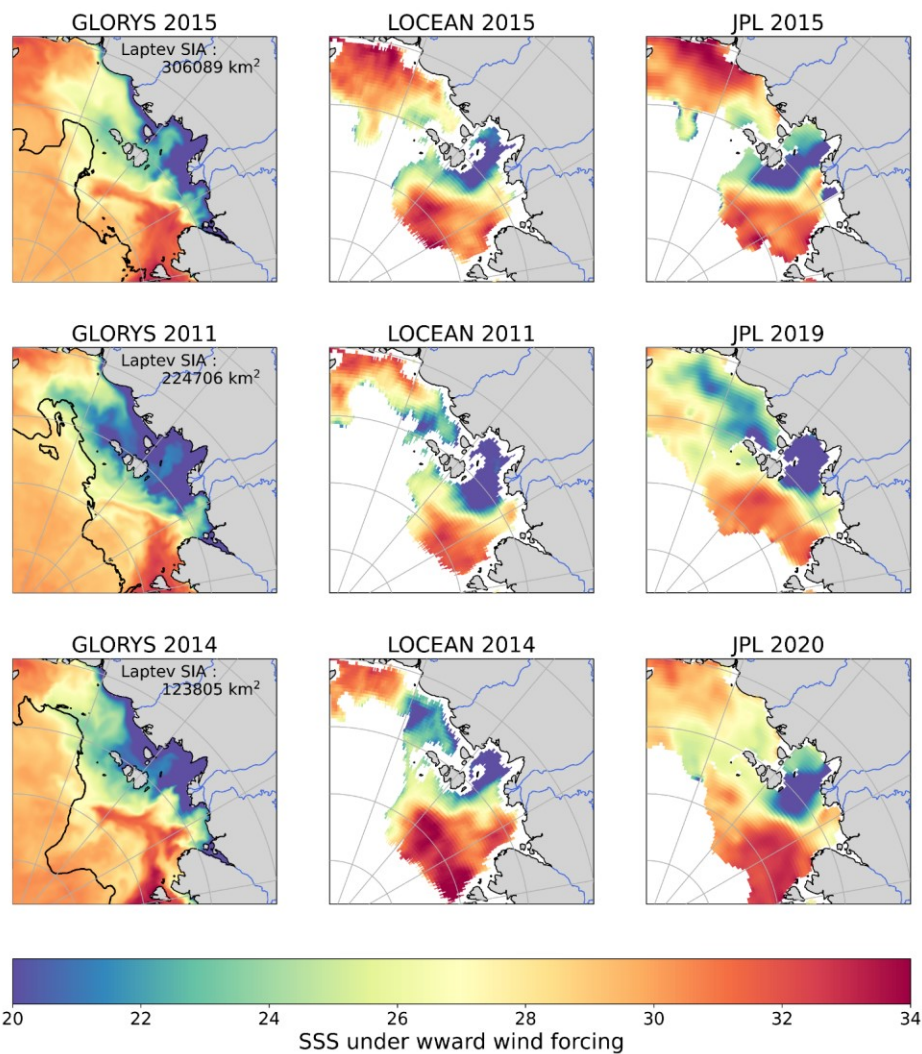 GLORYS 2015 LOCEAN 2015 JPL 2015
Laptev SIA :
306089 km²
GLORYS 2011 LOCEAN 2011 JPL 2019
Laptev SIA :
224706 km²
GLORYS 2014 LOCEAN 2014 JPL 2020
Laptev SIA :
123805 km²
20 22 24 26 28 30 32 34
SSS under wward wind forcing